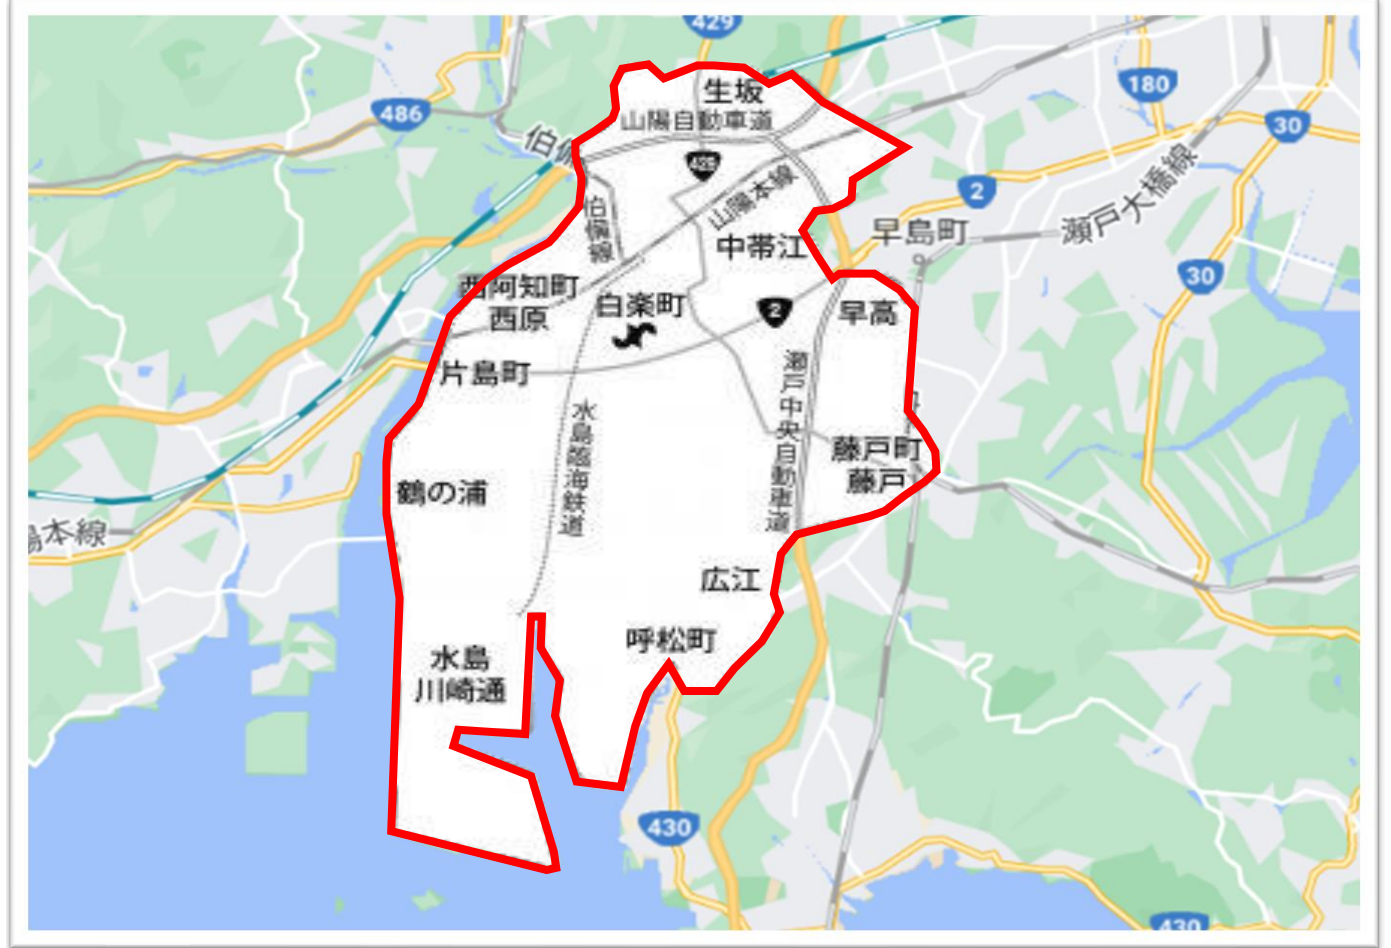 429
生坂
180
山陽自動車道
486
30
伯備
429
2
山陽本線
瀬戸大橋線
伯備線
早島町
中帯江
30
西阿知町
西原
白楽町
2
早高
片島町
瀬戸中央自動車道
水島臨海鉄道
藤戸町
藤戸
鶴の浦
陽本線
広江
呼松町
水島
川崎通
430
430